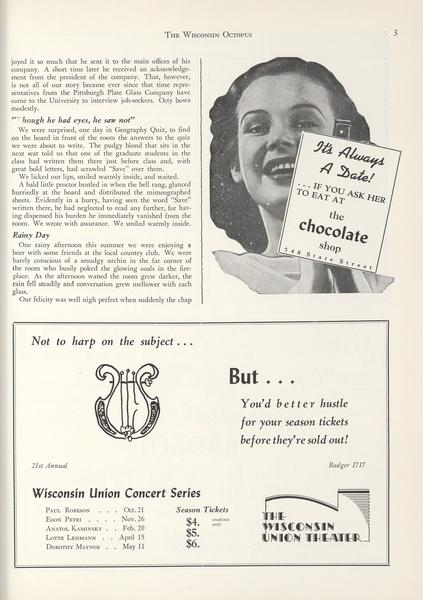 THE WISCONSIN OCTOPUS
3
joyed it so much that he sent it to the main offices of his
company. A short time later he received an acknowledge-
ment from the president of the company. That, however,
is not all of our story because ever since that time repre-
sentatives from the Pittsburgh Plate Glass Company have
come to the University to interview job-seekers. Octy bows
modestly.
hough he had eyes, he saw not"
We were surprised, one day in Geography Quiz, to find
on the board in front of the room the answers to the quiz
we were about to write. The pudgy blond that sits in the
next seat told us that one of the graduate students in the
class had written them there just before class and, with
great bold letters, had scrawled "Save" over them.
We licked our lips, smiled warmly inside, and waited.
A bald little proctor bustled in when the bell rang, glanced
hurriedly at the board and distributed the mimeographed
sheets. Evidently in a hurry, having seen the word "Save"
written there, he had neglected to read any further, for hav-
ing dispensed his burden he immediately vanished from the
room. We wrote with assurance. We smiled warmly inside.
Rainy Day
One rainy afternoon this summer we were enjoying a
beer with some friends at the local country club. We were
barely conscious of a smudgy urchin in the far corner of
the room who busily poked the glowing coals in the fire-
place. As the afternoon waned the room grew darker, the
rain fell steadily and conversation grew mellower with each
glass.
Our felicity was well nigh perfect when suddenly the chap
It's Always
A Date!
... IF YOU ASK HER
TO EAT AT
the
chocolate
shop
548 State Street
Not to harp on the subject ...
But ...
You'd better hustle
for your season tickets
before they're sold out!
21st Annual
Badger 1717
Wisconsin Union Concert Series
PAUL ROBESON . . . Oct. 21
EGON PETRI . . . . Nov. 26
ANATOL KAMINSKY . . Feb. 20
LOTTE LEHMANN . . April 15
DOROTHY MAYNOR . . May 11
Season Tickets
$4. students only
$5.
$6.
THE
WISCONSIN
UNION THEATER